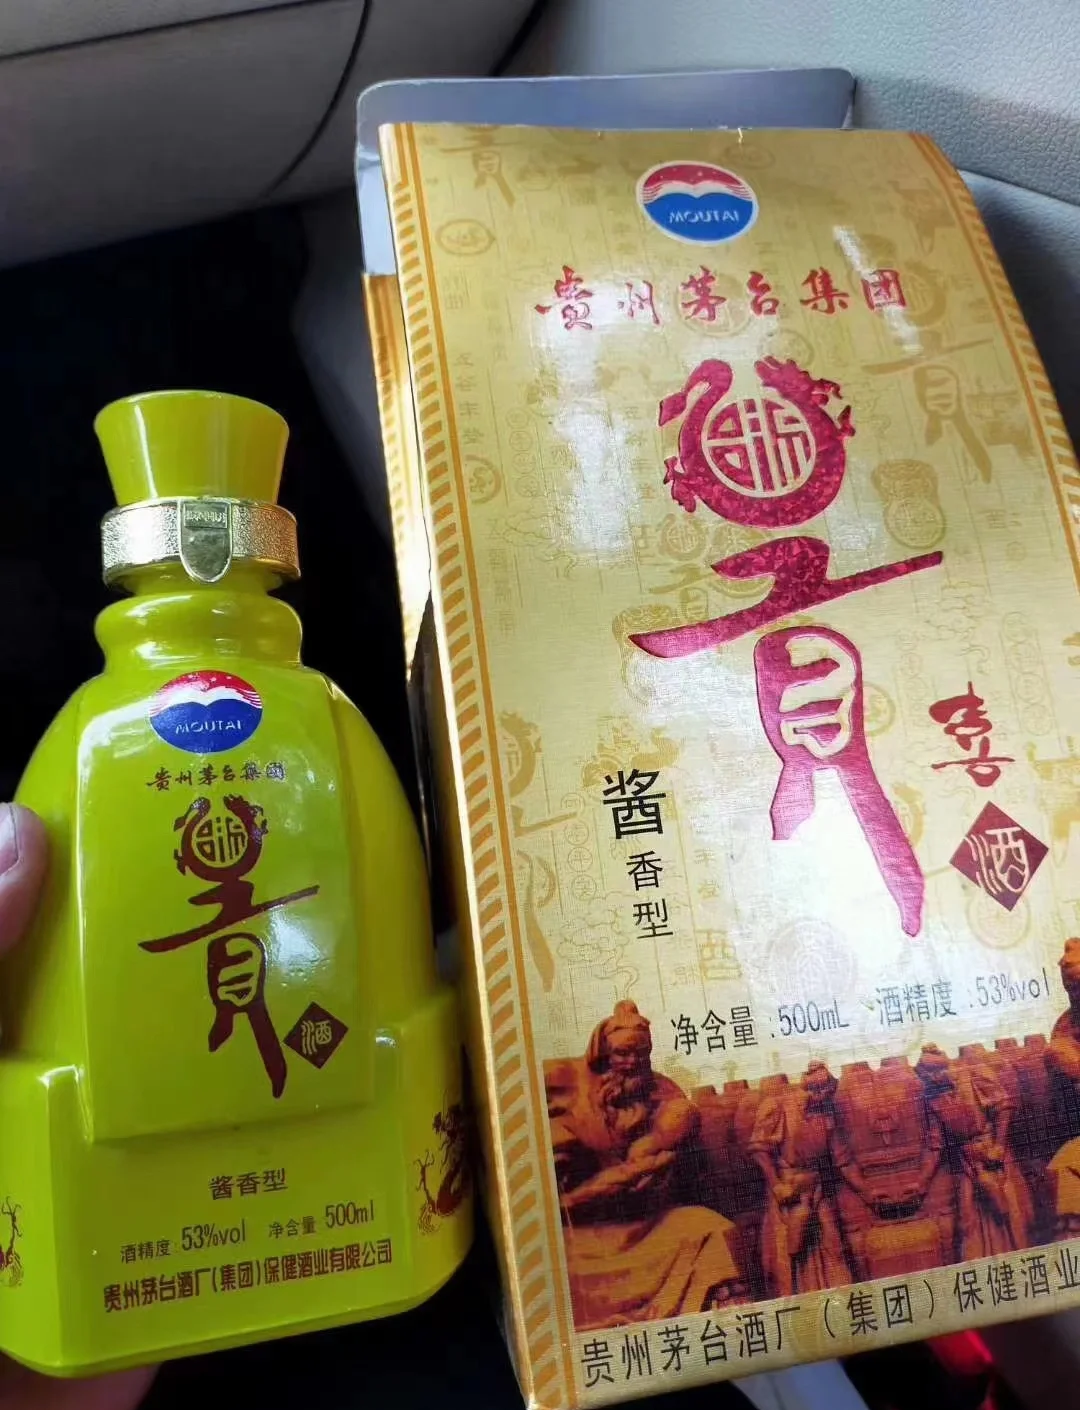 MOUTAI
贵州茅台集团
贡
喜
酒
酱
香
型
净含量:500mL 酒精度:53%vol
贵州茅台酒厂(集团)保健酒业
MOUTAI
贵州茅台集团
贡
酒
酱香型
酒精度:53%vol 净含量:500ml
贵州茅台酒厂(集团)保健酒业有限公司